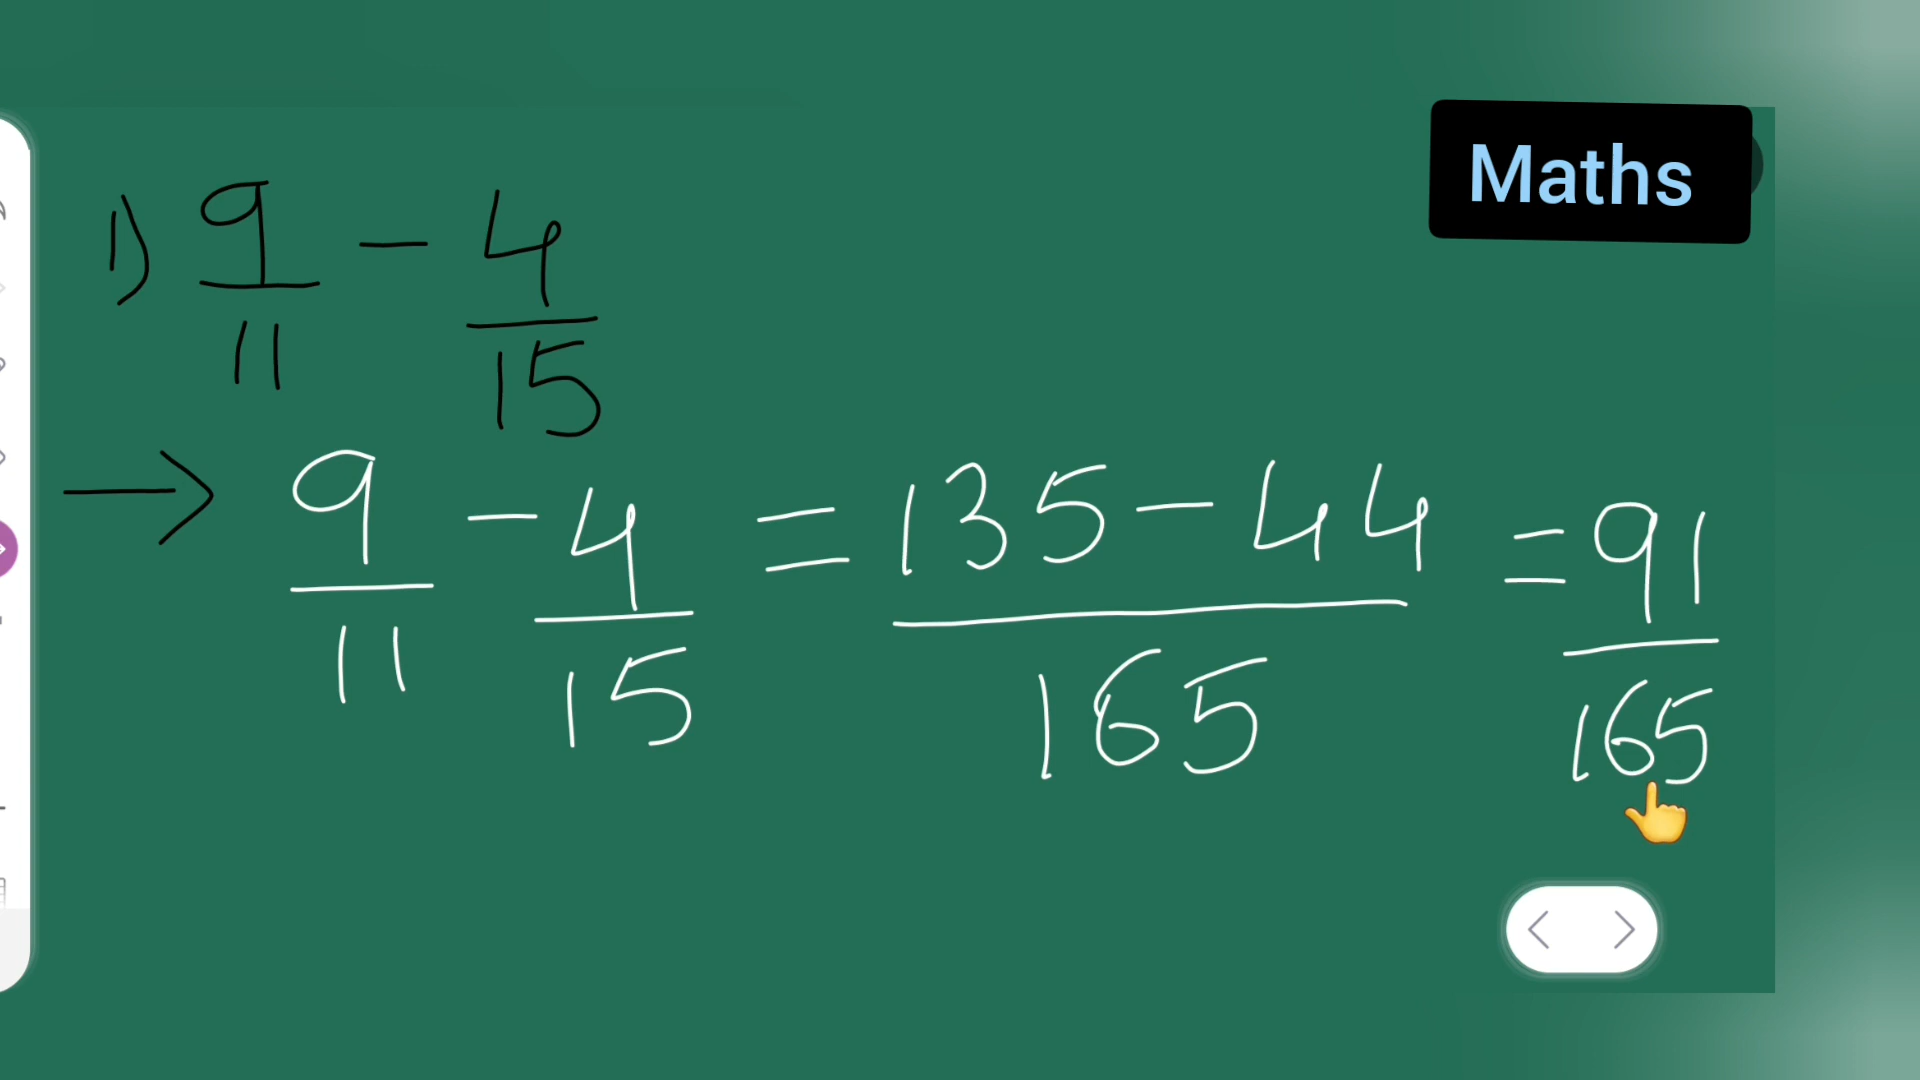 Maths
1) 9/11 - 4/15
→ 9/11 - 4/15 = 135-44/165 = 91/165